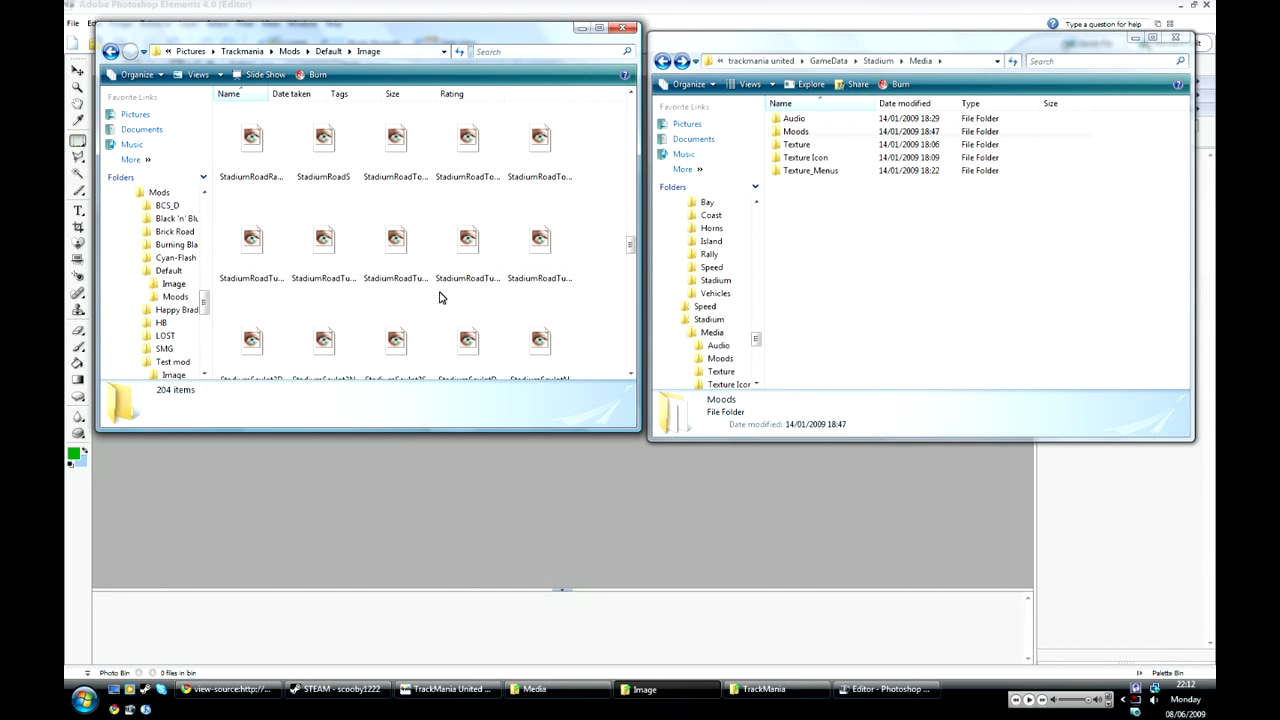 Adobe Photoshop Elements 4.0 (Editor)
File
Type a question for help
Pictures Trackmania Mods Default Image
Search
Organize Views Slide Show Burn
Favorite Links
Pictures
Documents
Music
More »
Folders
Mods
BCS_D
Black 'n' Blu
Brick Road
Burning Bla
Cyan-Flash
Default
Image
Moods
Happy Brad
HB
LOST
SMG
Test mod
Image
Name Date taken Tags Size Rating
StadiumRoadRa... StadiumRoadS StadiumRoadTo... StadiumRoadTo... StadiumRoadTo...
StadiumRoadTu... StadiumRoadTu... StadiumRoadTu... StadiumRoadTu... StadiumRoadTu...
204 items
« trackmania united GameData Stadium Media
Search
Organize Views Explore Share Burn
Favorite Links
Pictures
Documents
Music
More »
Folders
Bay
Coast
Horns
Island
Rally
Speed
Stadium
Vehicles
Speed
Stadium
Media
Audio
Moods
Texture
Texture Icor
Name Date modified Type Size
Audio 14/01/2009 18:29 File Folder
Moods 14/01/2009 18:47 File Folder
Texture 14/01/2009 18:06 File Folder
Texture Icon 14/01/2009 18:09 File Folder
Texture_Menus 14/01/2009 18:22 File Folder
Moods
File Folder
Date modified: 14/01/2009 18:47
Photo Bin 0 files in bin
Palette Bin
view-source:http://... STEAM - scooby1222 TrackMania United ... Media Image TrackMania Editor - Photoshop ...
22:12
Monday
08/06/2009